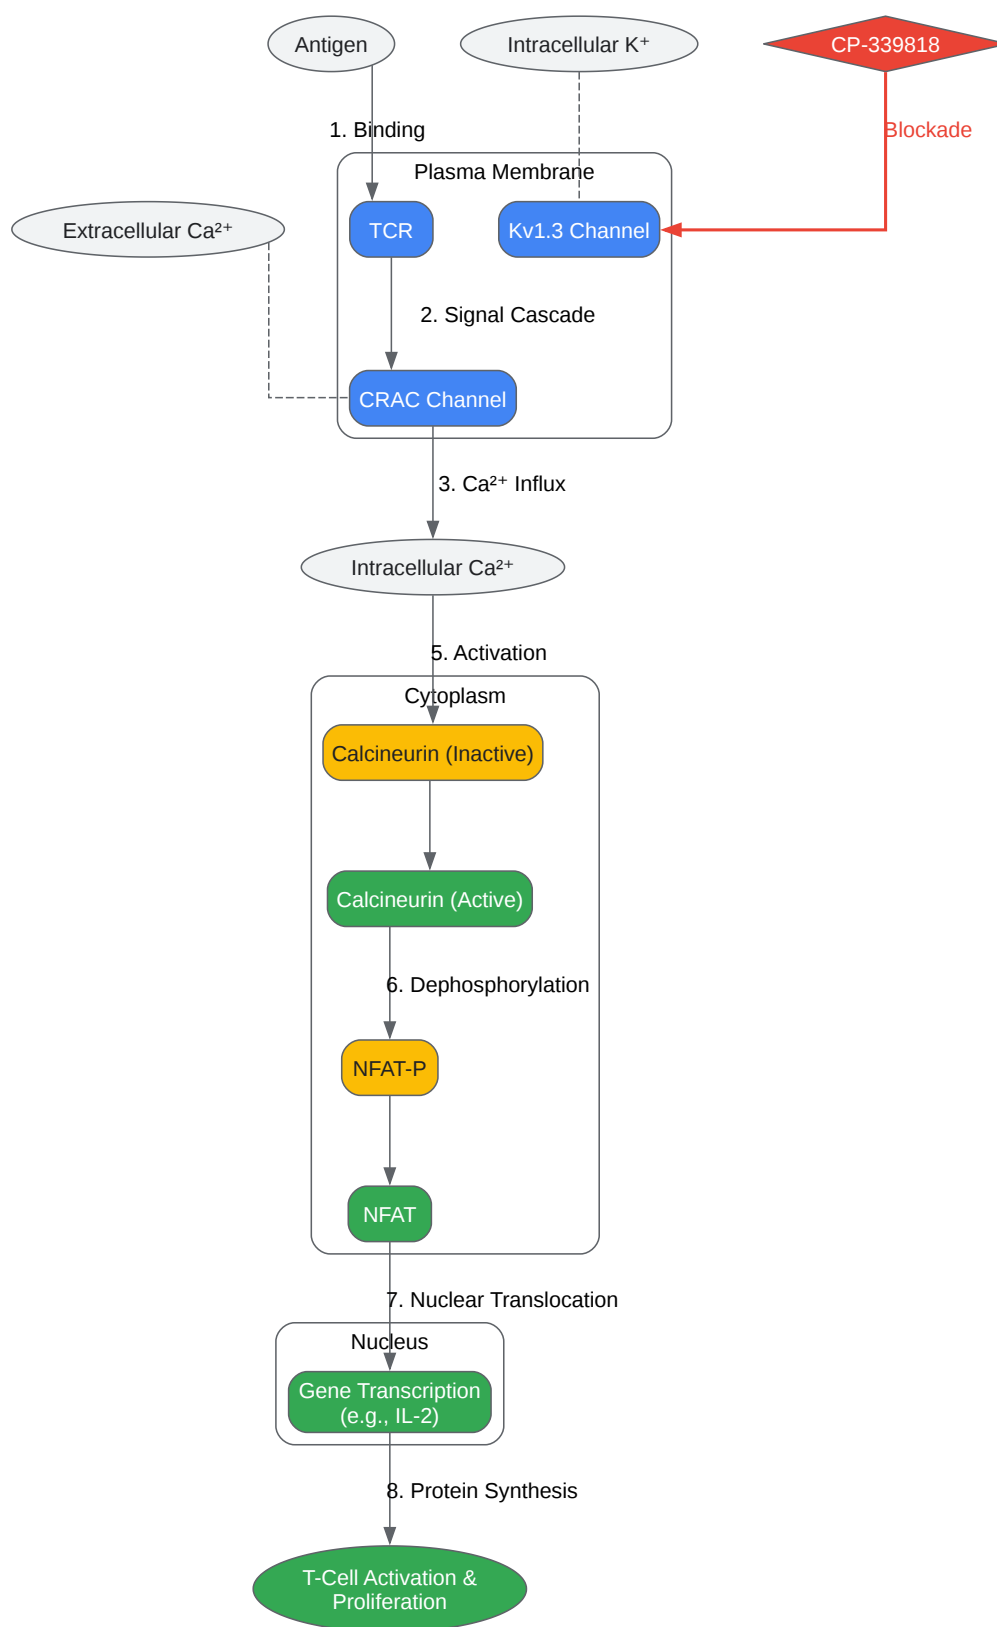 Antigen
Intracellular K⁺
CP-339818
1. Binding
Blockade
Plasma Membrane
Extracellular Ca²⁺
TCR
Kv1.3 Channel
2. Signal Cascade
CRAC Channel
3. Ca²⁺ Influx
Intracellular Ca²⁺
5. Activation
Cytoplasm
Calcineurin (Inactive)
Calcineurin (Active)
6. Dephosphorylation
NFAT-P
NFAT
7. Nuclear Translocation
Nucleus
Gene Transcription
(e.g., IL-2)
8. Protein Synthesis
T-Cell Activation &
Proliferation